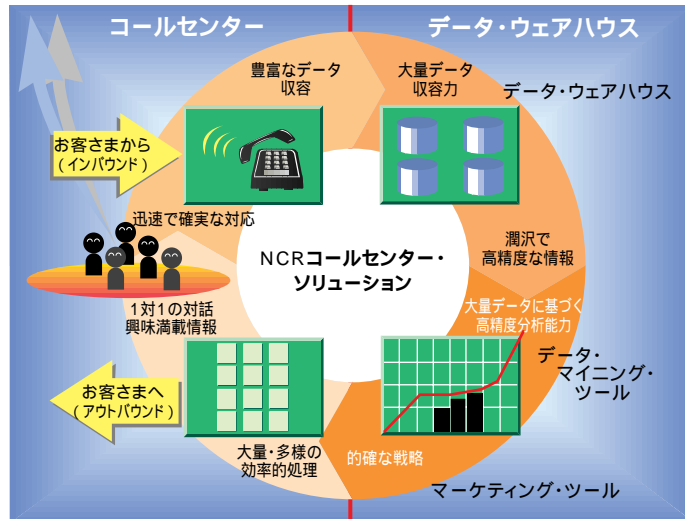 コールセンター
データ・ウェアハウス
豊富なデータ
収容
大量データ
収容力
データ・ウェアハウス
お客さまから
(インバウンド)
迅速で確実な対応
NCRコールセンター・
ソリューション
潤沢で
高精度な情報
1対1の対話
興味満載情報
大量データに基づく
高精度分析能力
データ・
マイニング・
ツール
お客さまへ
(アウトバウンド)
大量・多様の
効率的処理
的確な戦略
マーケティング・ツール